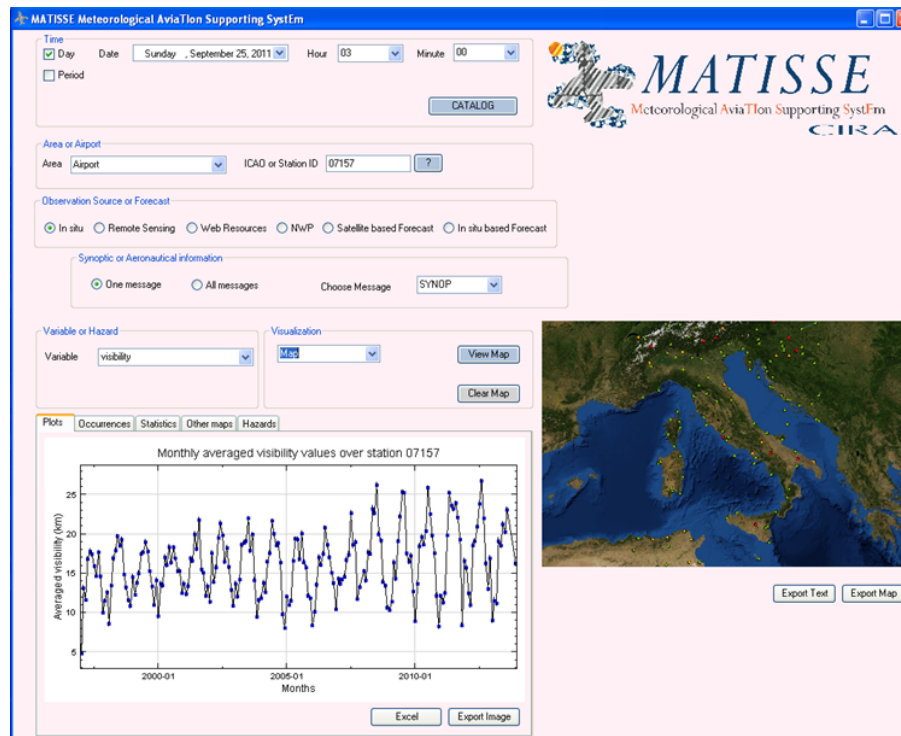 MATISSE Meteorological AviaTIon Supporting SystEm
Time
Day Date Sunday , September 25, 2011 Hour 03 Minute 00
Period
CATALOG
MATISSE
Meteorological AviaTIon Supporting SystEm
CIRA
Area or Airport
Area Airport ICAO or Station ID 07157 ?
Observation Source or Forecast
In situ Remote Sensing Web Resources NWP Satellite based Forecast In situ based Forecast
Synoptic or Aeronautical information
One message All messages Choose Message SYNOP
Variable or Hazard
Variable visibility
Visualization
Map View Map
Clear Map
Plots Occurrences Statistics Other maps Hazards
Monthly averaged visibility values over station 07157
Averaged visibility (km)
25
20
15
10
5
2000-01 2005-01 2010-01
Months
Excel Export Image
Export Text Export Map